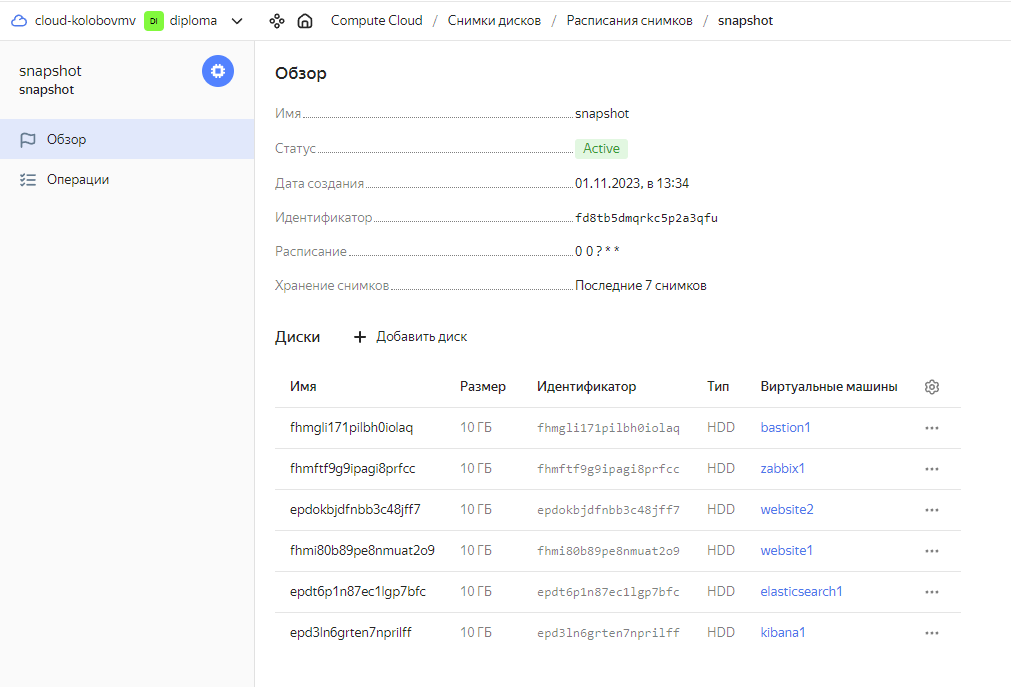 cloud-kolobovmv DI diploma Compute Cloud / Снимки дисков / Расписания снимков / snapshot
snapshot
snapshot
Обзор
Операции
Обзор
Имя snapshot
Статус Active
Дата создания 01.11.2023, в 13:34
Идентификатор fd8tb5dmqrkc5p2a3qfu
Расписание 0 0 ? * *
Хранение снимков Последние 7 снимков
Диски + Добавить диск
Имя Размер Идентификатор Тип Виртуальные машины
fhmgli171pilbh0iolaq 10 ГБ fhmgli171pilbh0iolaq HDD bastion1
fhmftf9g9ipagi8prfcc 10 ГБ fhmftf9g9ipagi8prfcc HDD zabbix1
epdokbjdfnbb3c48jff7 10 ГБ epdokbjdfnbb3c48jff7 HDD website2
fhmi80b89pe8nmuat2o9 10 ГБ fhmi80b89pe8nmuat2o9 HDD website1
epdt6p1n87ec1lgp7bfc 10 ГБ epdt6p1n87ec1lgp7bfc HDD elasticsearch1
epd3ln6grten7nprilff 10 ГБ epd3ln6grten7nprilff HDD kibana1